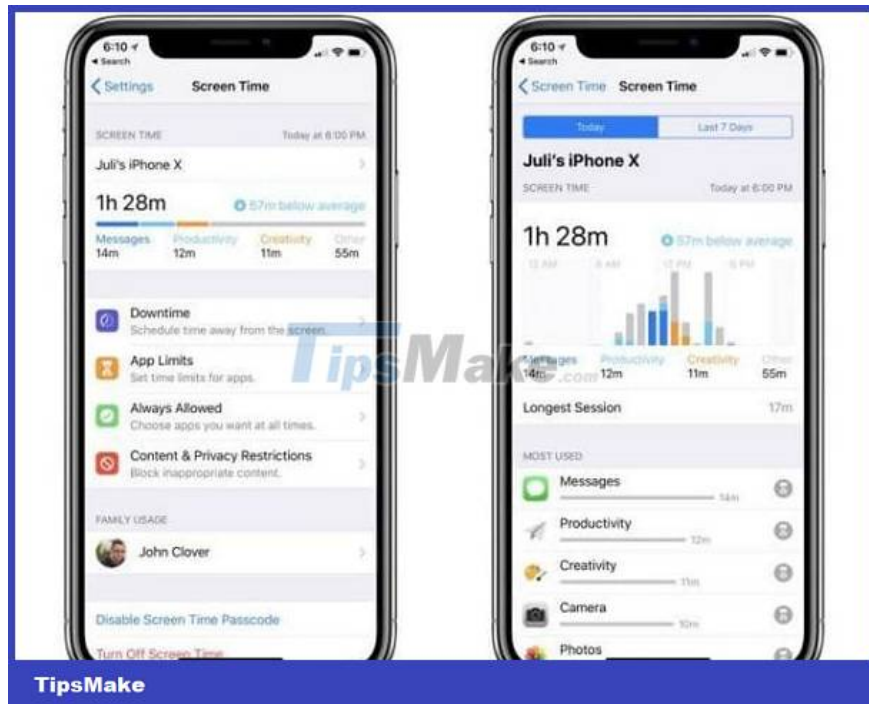 6:10
Search
Settings
Screen Time
SCREEN TIME
Today at 6:00 PM
Juli's iPhone X
1h 28m
57m below average
Messages
Productivity
Creativity
Other
14m
12m
11m
55m
Downtime
Schedule time away from the screen.
App Limits
Set time limits for apps.
Always Allowed
Choose apps you want at all times.
Content & Privacy Restrictions
Block inappropriate content.
FAMILY USAGE
John Clover
Disable Screen Time Passcode
Turn Off Screen Time
6:10
Search
Screen Time
Screen Time
Today
Last 7 Days
Juli's iPhone X
SCREEN TIME
Today at 6:00 PM
1h 28m
57m below average
12 AM
6 AM
12 PM
6 PM
Messages
Productivity
Creativity
Other
14m
12m
11m
55m
Longest Session
17m
MOST USED
Messages
14m
Productivity
12m
Creativity
11m
Camera
10m
Photos
TipsMake.com
TipsMake